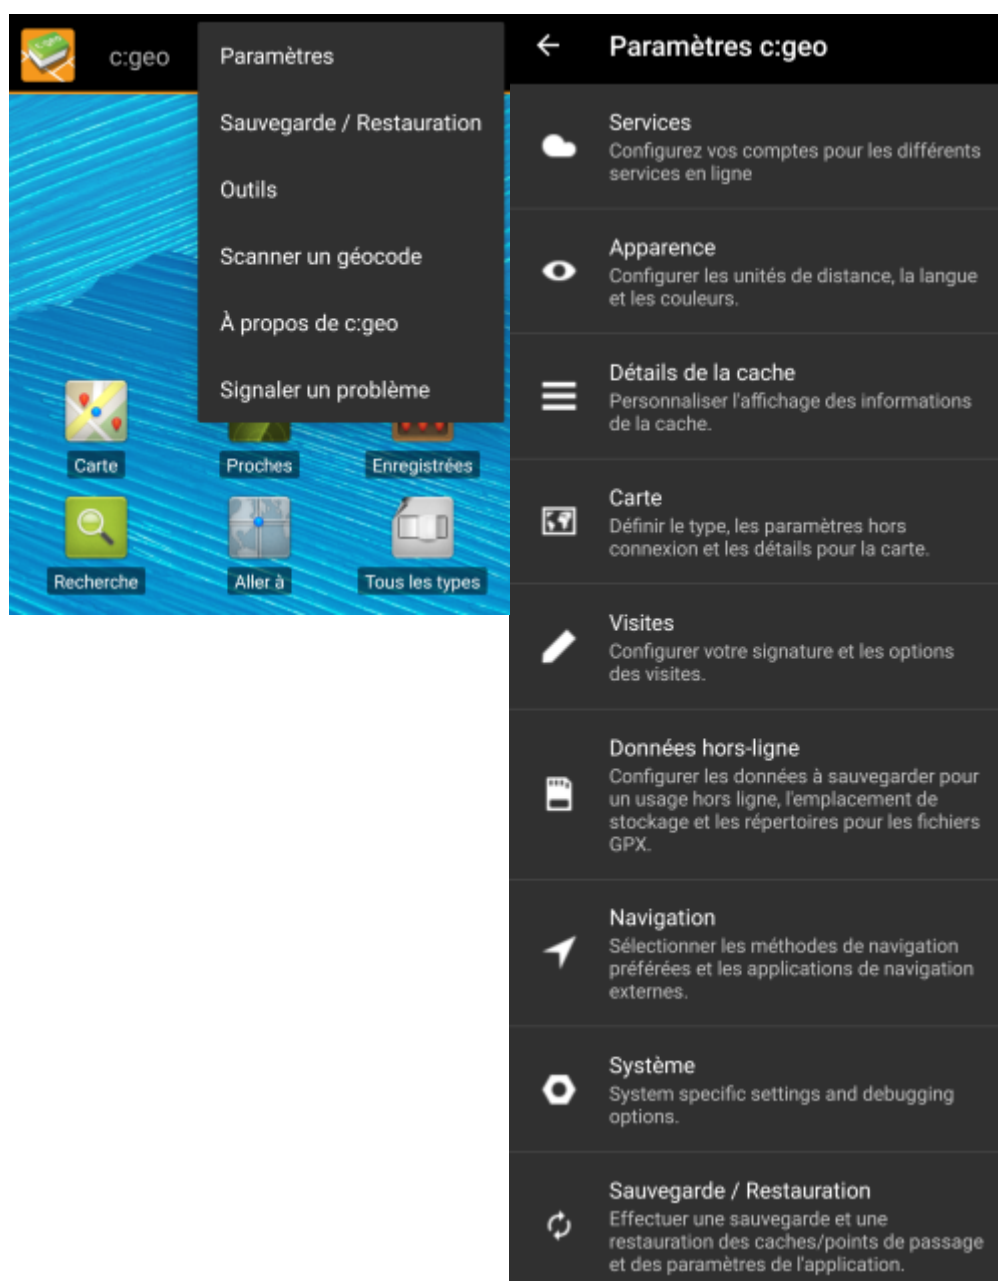 c:geo
Paramètres
Sauvegarde / Restauration
Outils
Scanner un géocode
À propos de c:geo
Signaler un problème
Carte
Proches
Enregistrées
Recherche
Aller à
Tous les types
Paramètres c:geo
Services
Configurez vos comptes pour les différents
services en ligne
Apparence
Configurer les unités de distance, la langue
et les couleurs.
Détails de la cache
Personnaliser l'affichage des informations
de la cache.
Carte
Définir le type, les paramètres hors
connexion et les détails pour la carte.
Visites
Configurer votre signature et les options
des visites.
Données hors-ligne
Configurer les données à sauvegarder pour
un usage hors ligne, l'emplacement de
stockage et les répertoires pour les fichiers
GPX.
Navigation
Sélectionner les méthodes de navigation
préférées et les applications de navigation
externes.
Système
System specific settings and debugging
options.
Sauvegarde / Restauration
Effectuer une sauvegarde et une
restauration des caches/points de passage
et des paramètres de l'application.